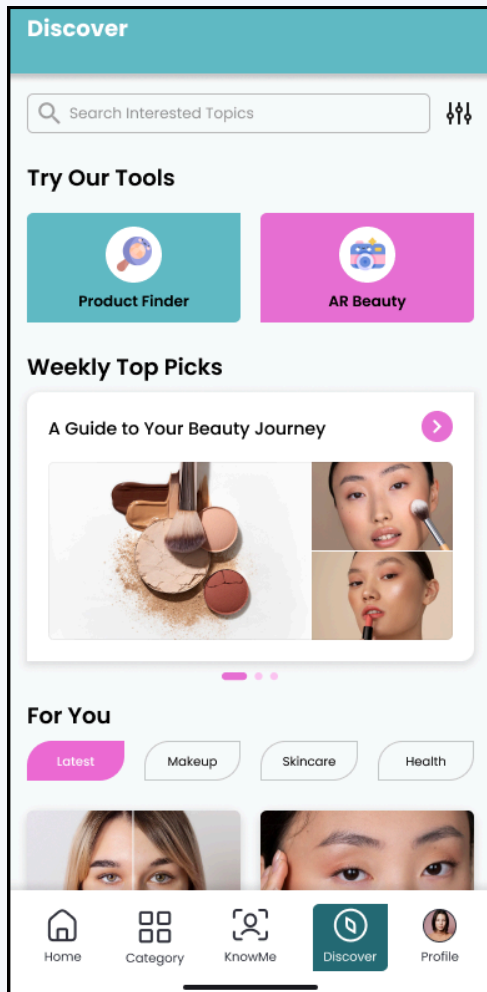 Discover
Search Interested Topics
Try Our Tools
Product Finder
AR Beauty
Weekly Top Picks
A Guide to Your Beauty Journey
For You
Latest
Makeup
Skincare
Health
Home
Category
KnowMe
Discover
Profile